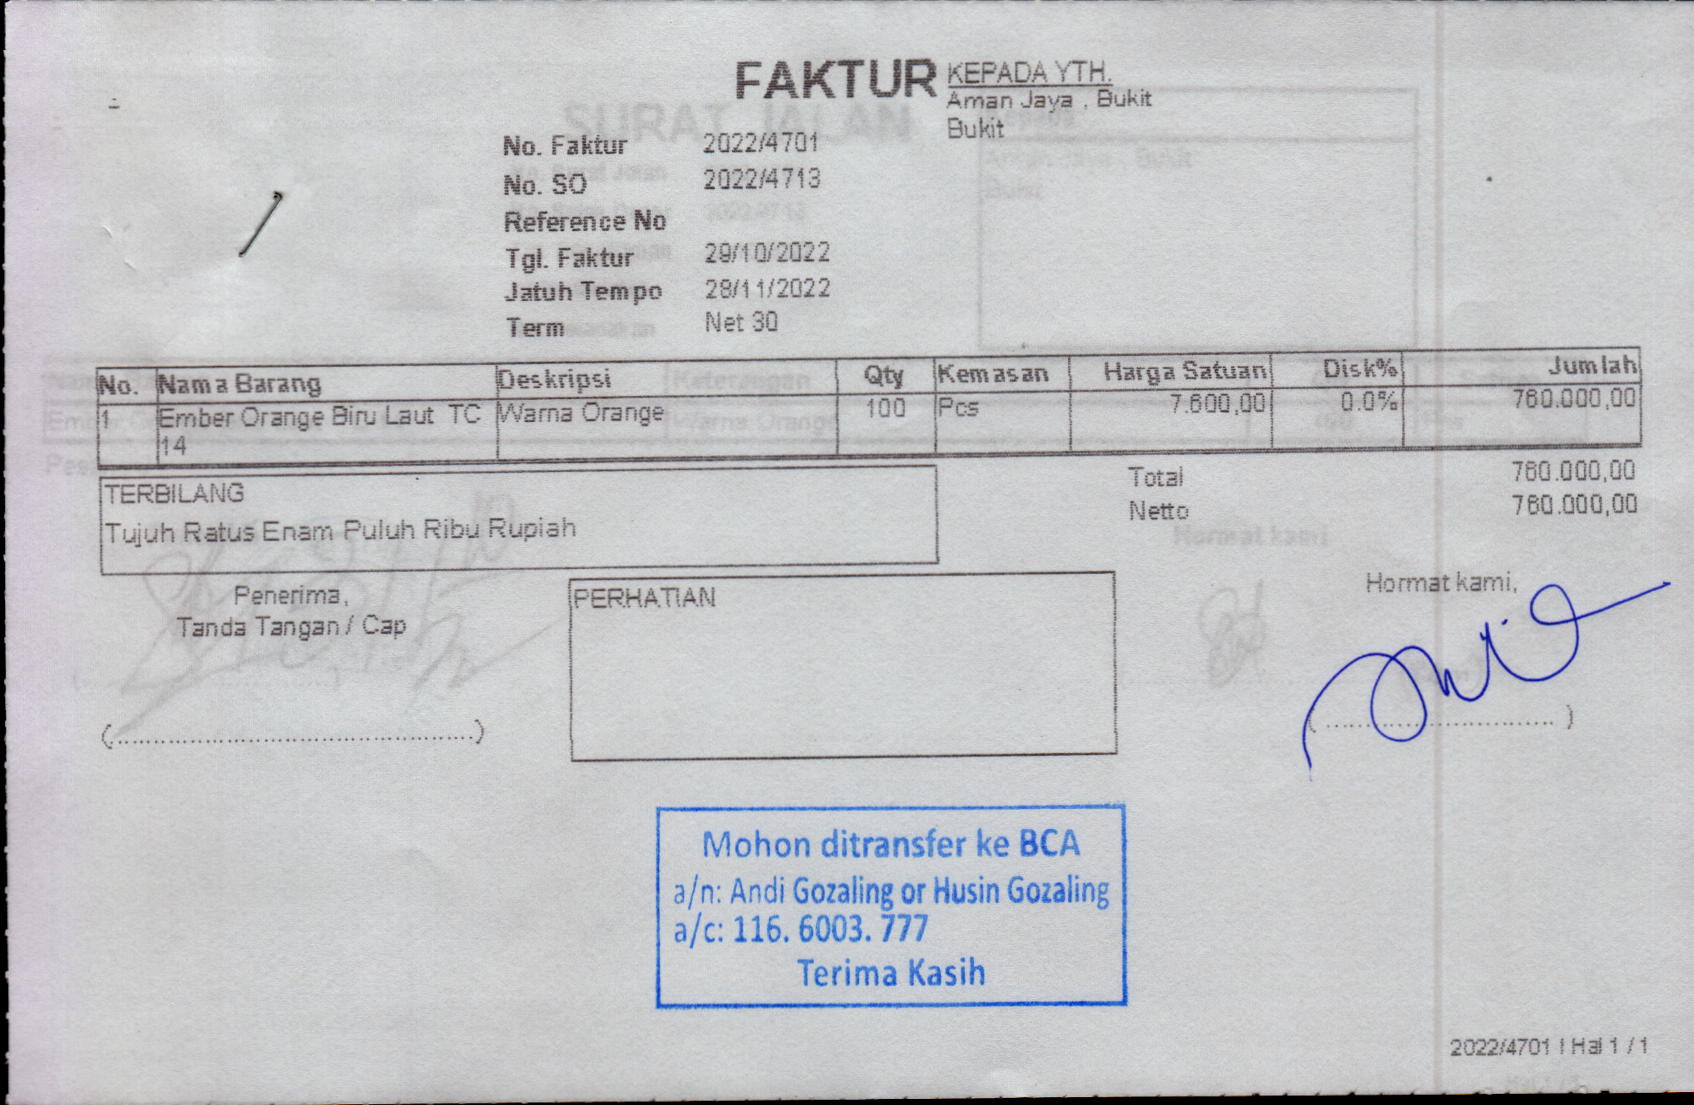 FAKTUR
KEPADA YTH.
Aman Jaya , Bukit
Bukit
No. Faktur 2022/4701
No. SO 2022/4713
Reference No
Tgl. Faktur 29/10/2022
Jatuh Tempo 28/11/2022
Term Net 30
No. Nama Barang Deskripsi Qty Kemasan Harga Satuan Disk% Jumlah
1 Ember Orange Biru Laut TC Warna Orange 100 Pcs 7.600,00 0.0% 760.000,00
14
Total 760.000,00
Netto 760.000,00
TERBILANG
Tujuh Ratus Enam Puluh Ribu Rupiah
Penerima,
Tanda Tangan / Cap
(................................................)
PERHATIAN
Hormat kami,
(................................ )
Mohon ditransfer ke BCA
a/n: Andi Gozaling or Husin Gozaling
a/c: 116. 6003. 777
Terima Kasih
2022/4701 | Hal 1 / 1